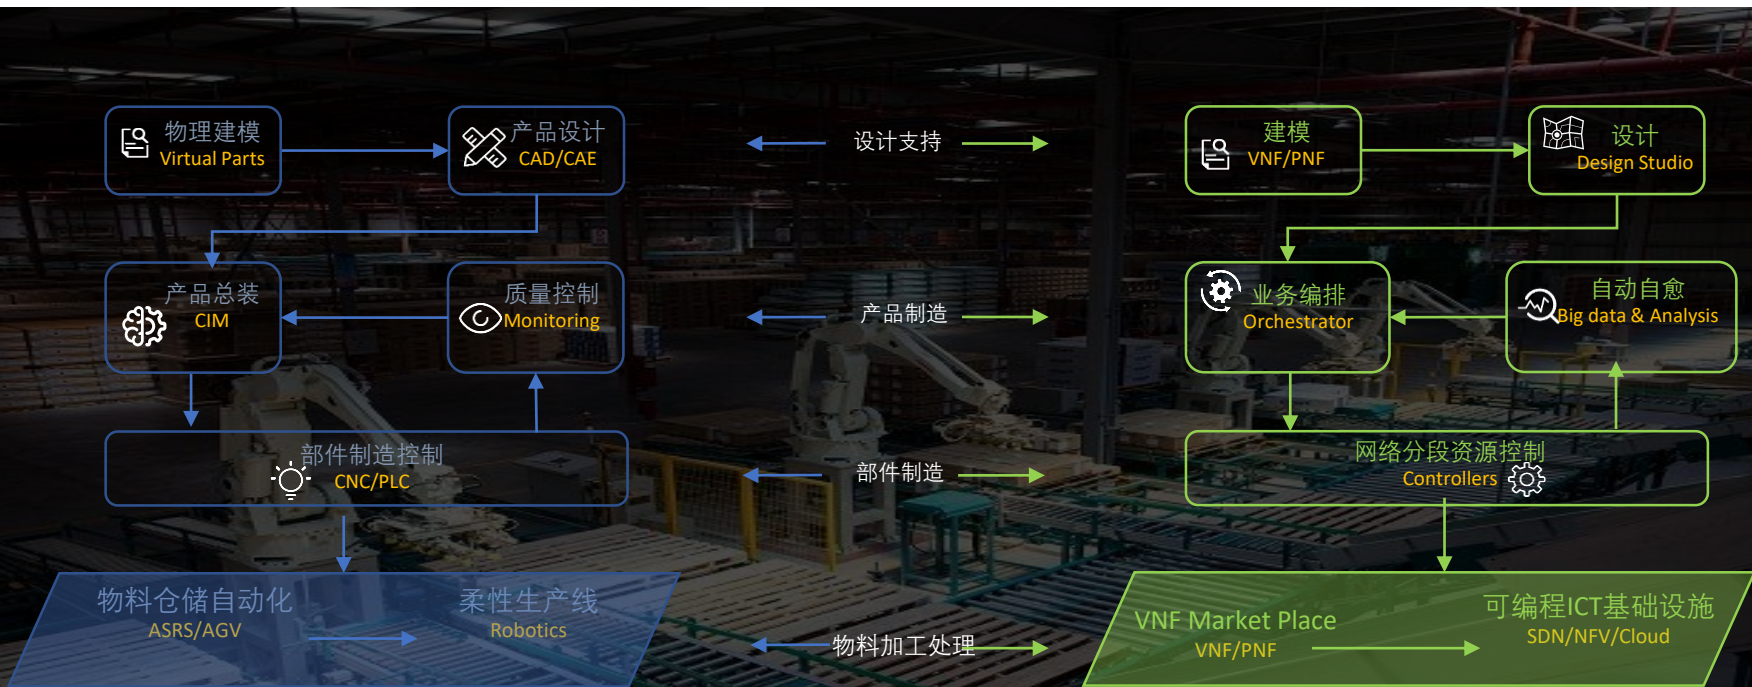 物理建模
Virtual Parts
产品设计
CAD/CAE
设计支持
建模
VNF/PNF
设计
Design Studio
产品总装
CIM
质量控制
Monitoring
产品制造
业务编排
Orchestrator
自动自愈
Big data & Analysis
部件制造控制
CNC/PLC
部件制造
网络分段资源控制
Controllers
物料仓储自动化
ASRS/AGV
柔性生产线
Robotics
物料加工处理
VNF Market Place
VNF/PNF
可编程ICT基础设施
SDN/NFV/Cloud